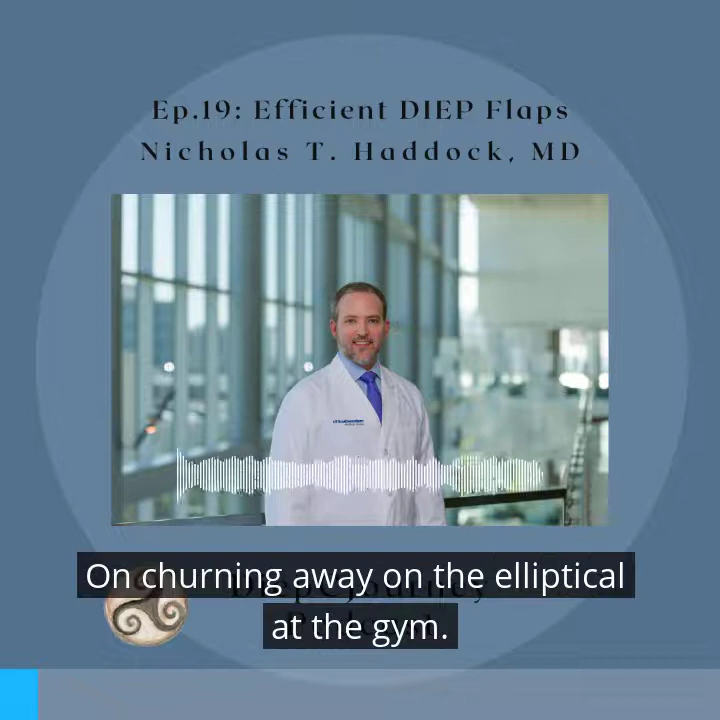 Ep.19: Efficient DIEP Flaps
Nicholas T. Haddock, MD
On churning away on the elliptical
at the gym.